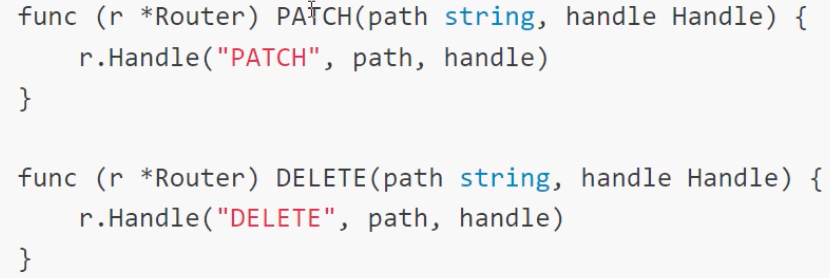 func (r *Router) PATCH(path string, handle Handle) {
    r.Handle("PATCH", path, handle)
}
func (r *Router) DELETE(path string, handle Handle) {
    r.Handle("DELETE", path, handle)
}